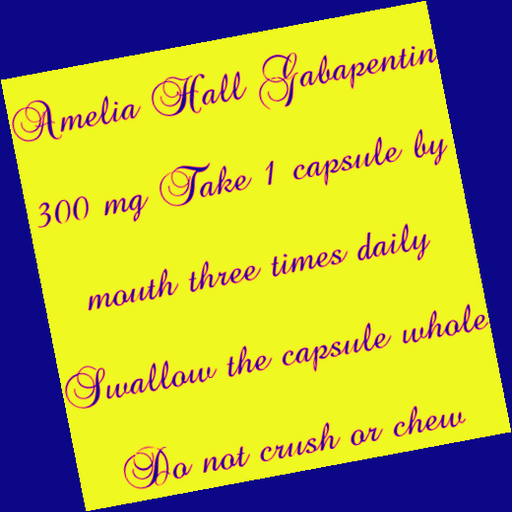 Amelia Hall Gabapentin
300 mg Take 1 capsule by
mouth three times daily
Swallow the capsule whole
Do not crush or chew